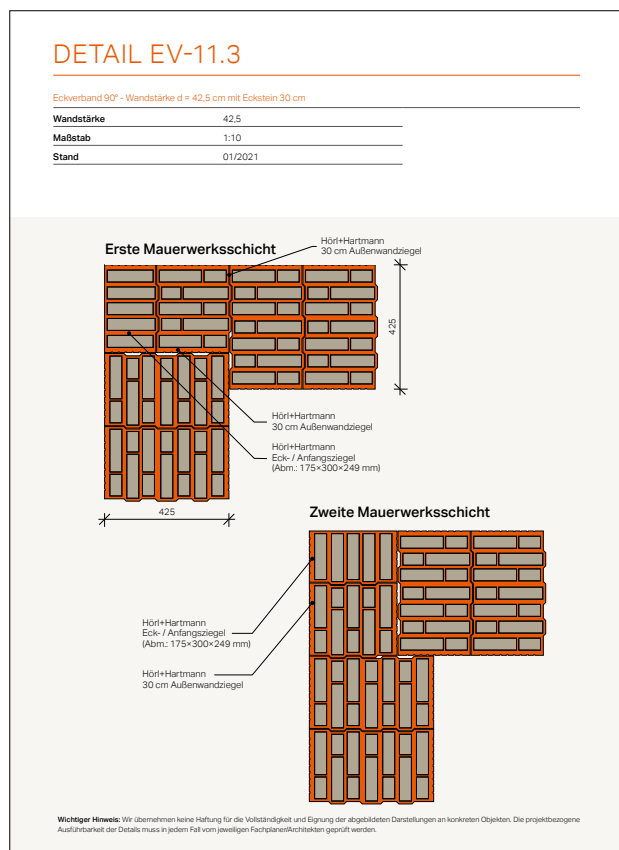 DETAIL EV-11.3
Eckverband 90° - Wandstärke d = 42,5 cm mit Eckstein 30 cm
Wandstärke 42,5
Maßstab 1:10
Stand 01/2021
Erste Mauerwerksschicht
Hörl+Hartmann
30 cm Außenwandziegel
425
Hörl+Hartmann
30 cm Außenwandziegel
Hörl+Hartmann
Eck- / Anfangsziegel
(Abm.: 175×300×249 mm)
425
Zweite Mauerwerksschicht
Hörl+Hartmann
Eck- / Anfangsziegel
(Abm.: 175×300×249 mm)
Hörl+Hartmann
30 cm Außenwandziegel
Wichtiger Hinweis: Wir übernehmen keine Haftung für die Vollständigkeit und Eignung der abgebildeten Darstellungen an konkreten Objekten. Die projektbezogene
Ausführbarkeit der Details muss in jedem Fall vom jeweiligen Fachplaner/Architekten geprüft werden.